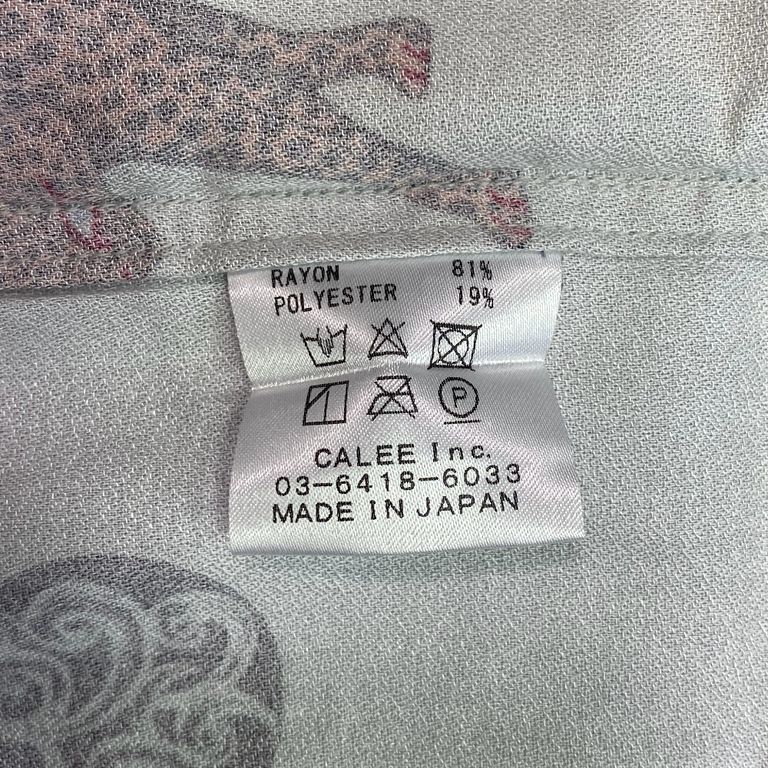 RAYON 81%
POLYESTER 19%
P
CALEE Inc.
03-6418-6033
MADE IN JAPAN